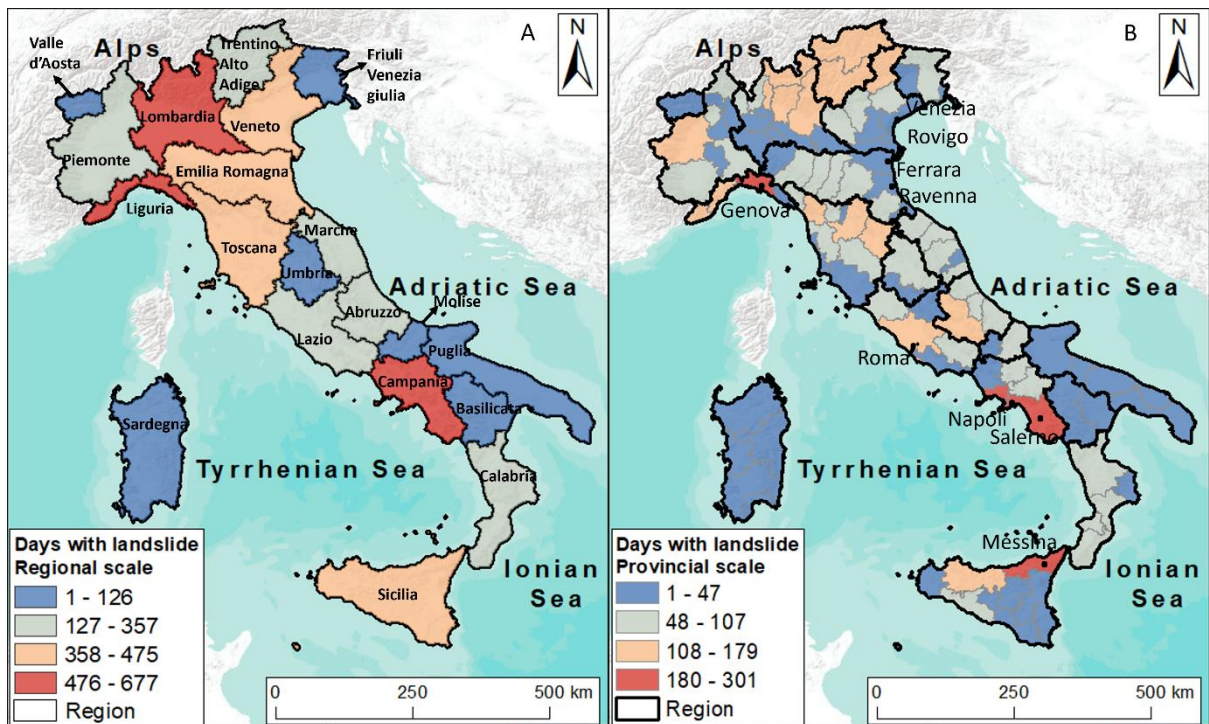 A
N
Alps
Valle
d'Aosta
Trentino
Alto
Adige
Friuli
Venezia
giulia
Lombardia
Veneto
Piemonte
Emilia Romagna
Liguria
Toscana
Marche
Umbria
Adriatic Sea
Molise
Abruzzo
Lazio
Puglia
Campania
Basilicata
Sardegna
Tyrrhenian Sea
Calabria
Ionian
Sea
Sicilia
Days with landslide
Regional scale
1 - 126
127 - 357
358 - 475
476 - 677
Region
0
250
500 km
B
N
Alps
Venezia
Rovigo
Ferrara
Ravenna
Genova
Adriatic Sea
Roma
Napoli
Salerno
Tyrrhenian Sea
Messina
Ionian
Sea
Days with landslide
Provincial scale
1 - 47
48 - 107
108 - 179
180 - 301
Region
0
250
500 km